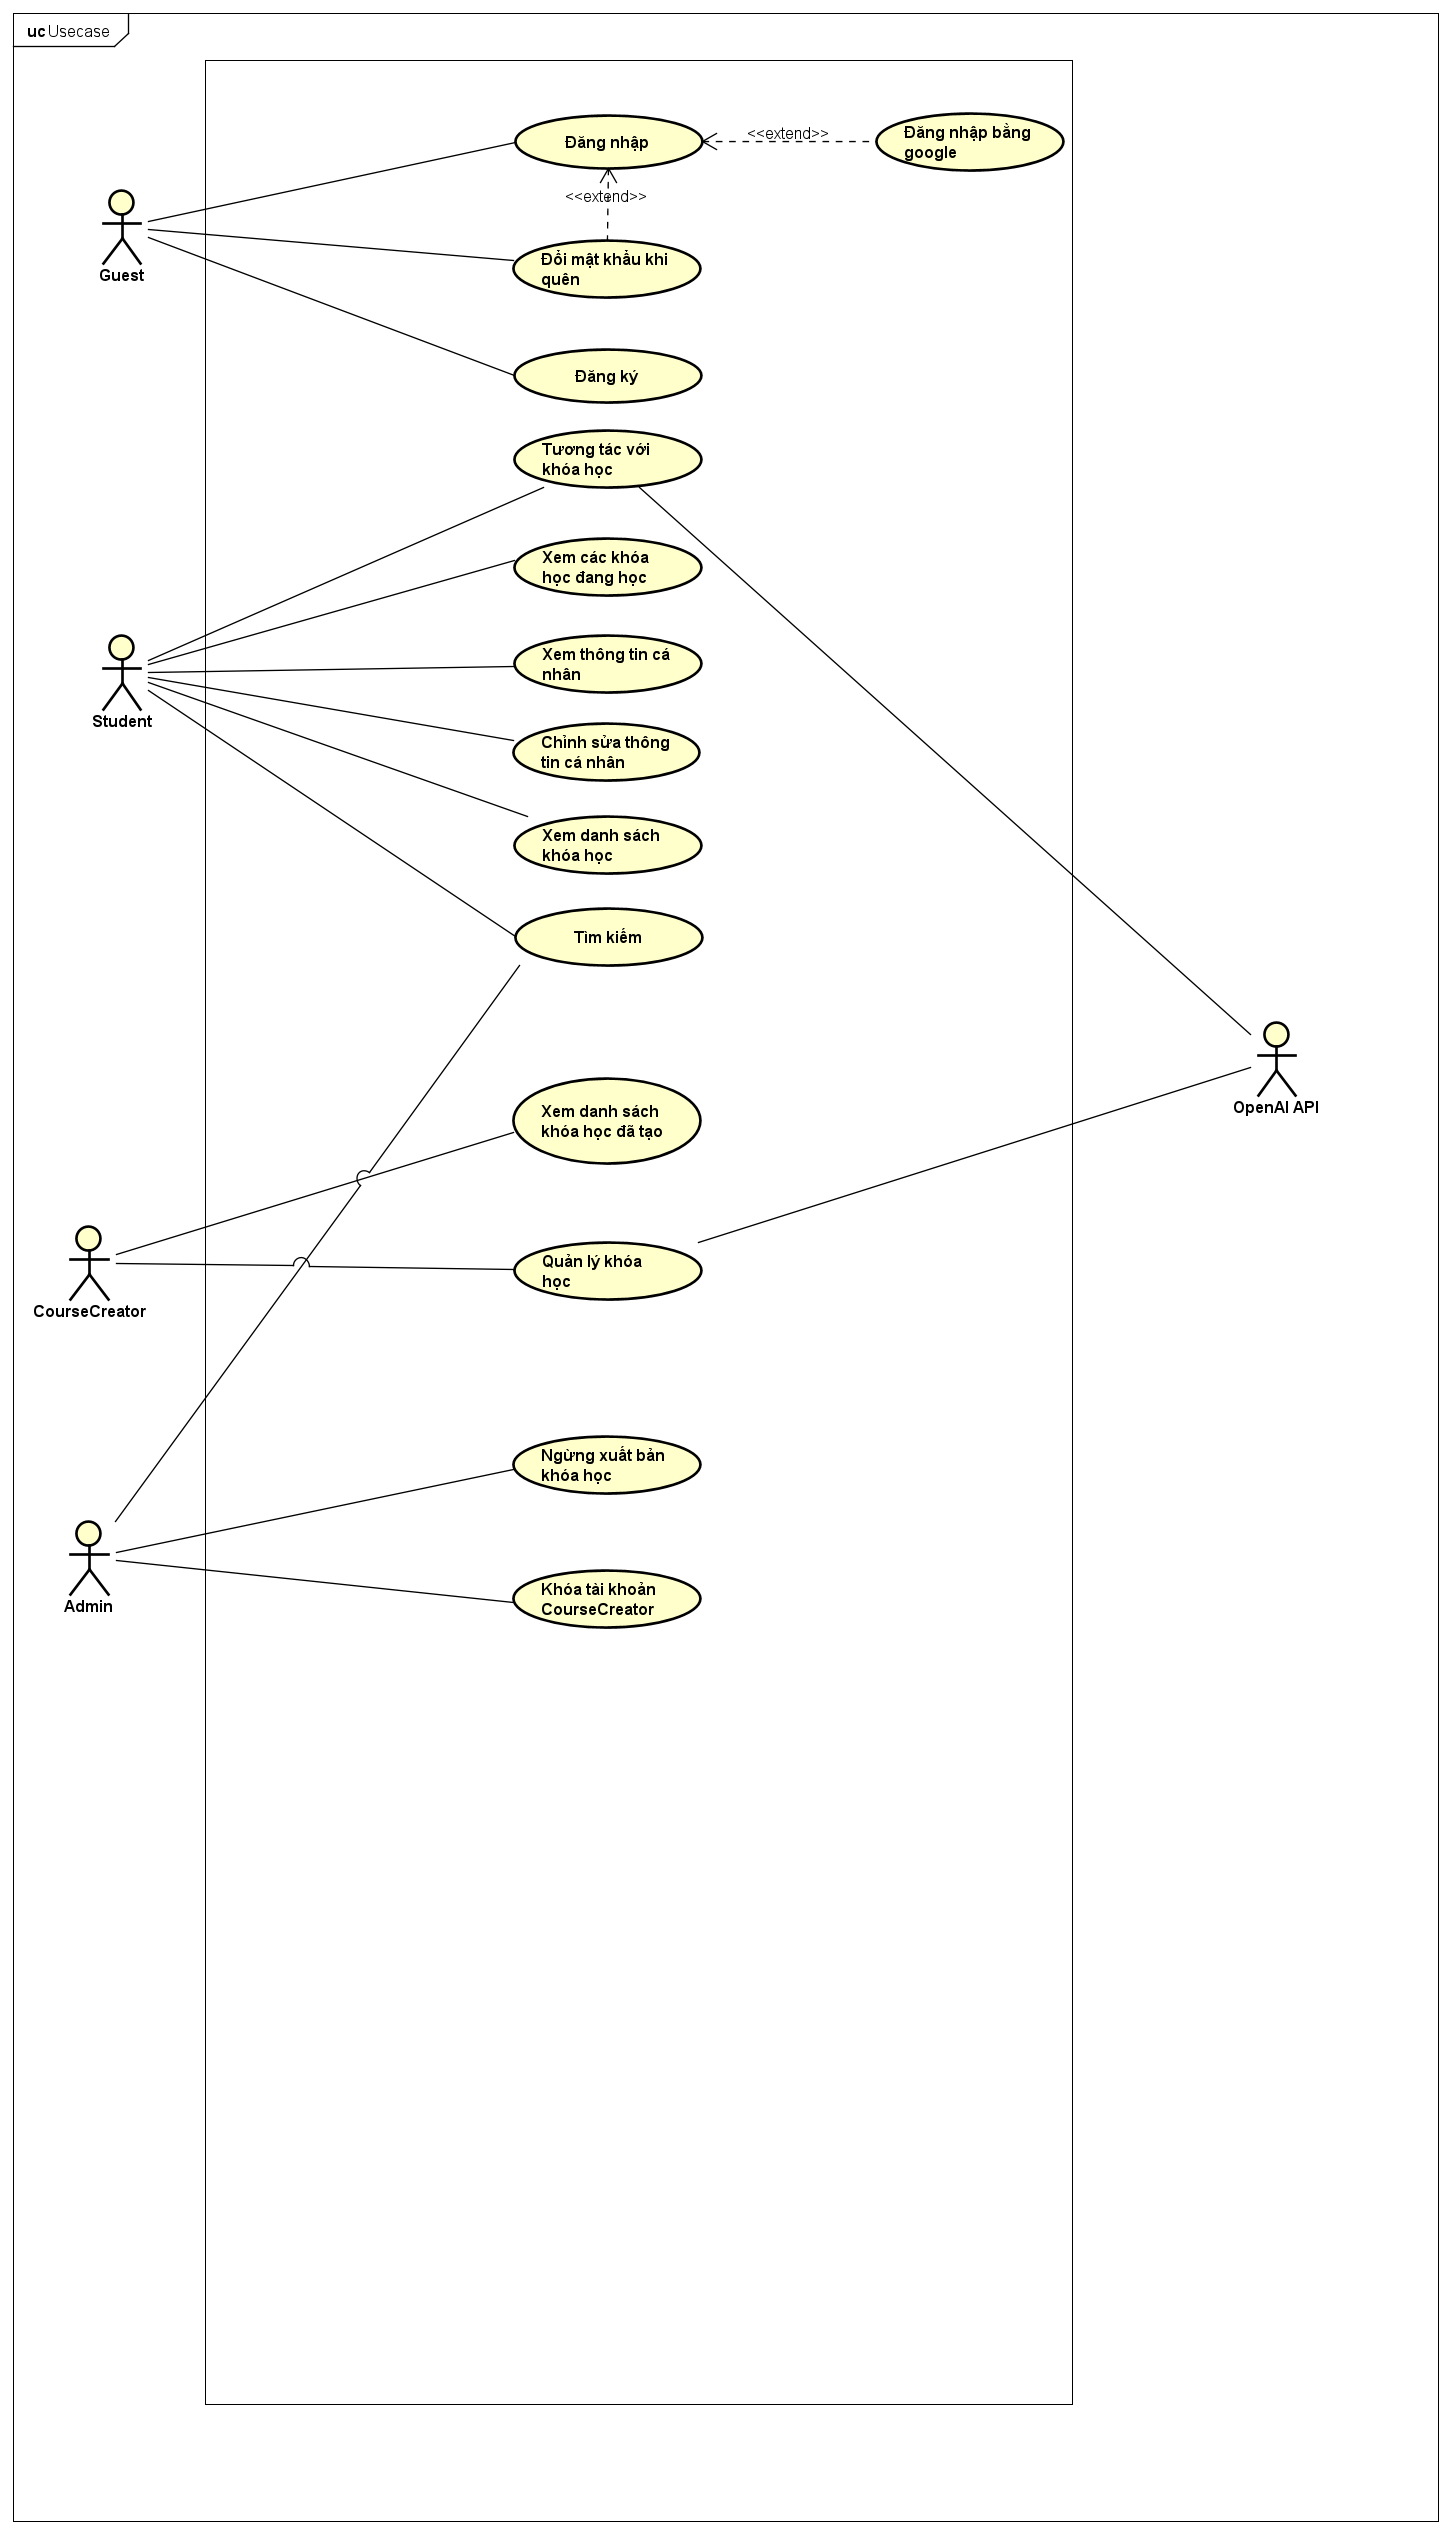 uc Usecase
Đăng nhập
<<extend>>
Đăng nhập bằng
google
<<extend>>
Guest
Đổi mật khẩu khi
quên
Đăng ký
Tương tác với
khóa học
Xem các khóa
học đang học
Xem thông tin cá
nhân
Student
Chỉnh sửa thông
tin cá nhân
Xem danh sách
khóa học
Tìm kiếm
OpenAI API
Xem danh sách
khóa học đã tạo
Quản lý khóa
học
CourseCreator
Ngừng xuất bản
khóa học
Admin
Khóa tài khoản
CourseCreator